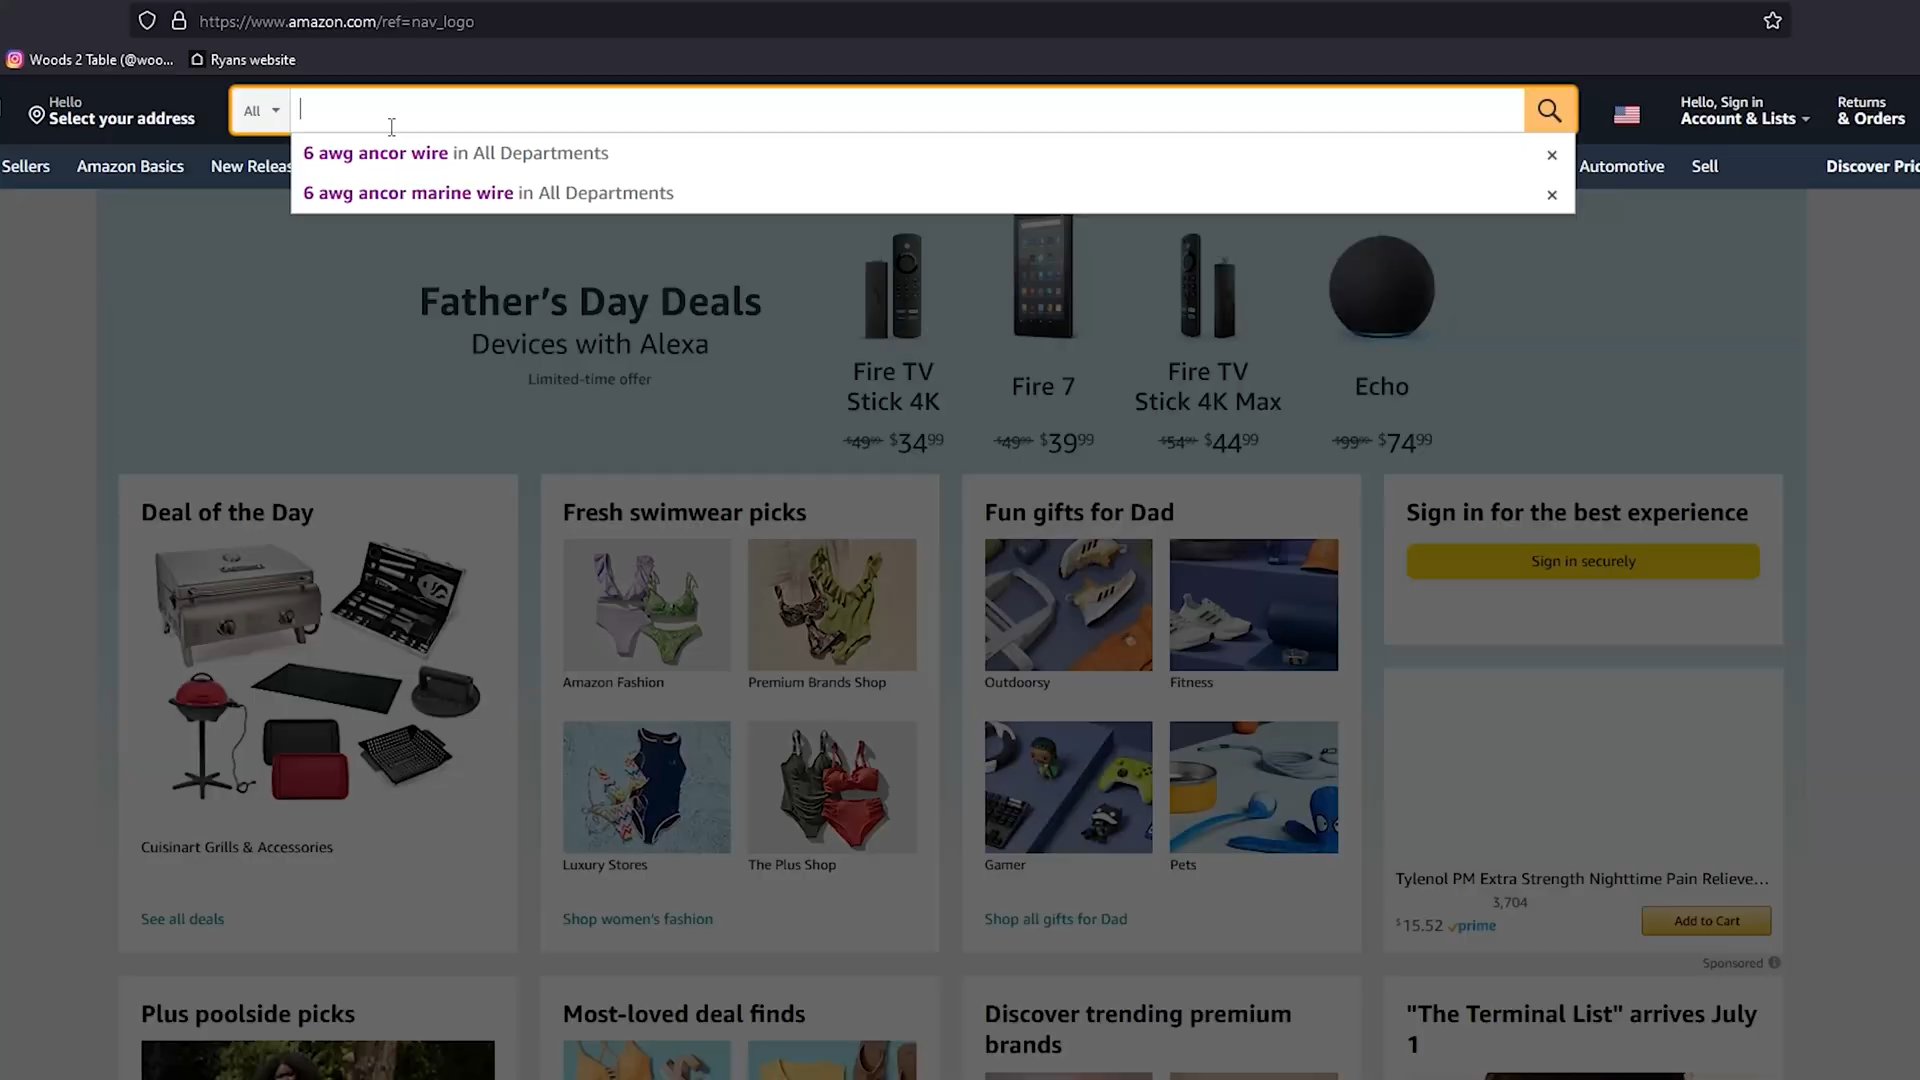 https://www.amazon.com/ref=nav_logo
Woods 2 Table (@woo...
Ryans website
Hello
Select your address
All
Hello, Sign in
Account & Lists
Returns
& Orders
6 awg ancor wire in All Departments
6 awg ancor marine wire in All Departments
Sellers
Amazon Basics
New Releas
Automotive
Sell
Discover Pric
Father's Day Deals
Devices with Alexa
Limited-time offer
Fire TV
Stick 4K
$4999 $34 99
Fire 7
$49 99 $39 99
Fire TV
Stick 4K Max
$54 99 $44 99
Echo
$99 99 $74 99
Deal of the Day
Cuisinart Grills & Accessories
See all deals
Fresh swimwear picks
Amazon Fashion
Premium Brands Shop
Luxury Stores
The Plus Shop
Shop women's fashion
Fun gifts for Dad
Outdoorsy
Fitness
Gamer
Pets
Shop all gifts for Dad
Sign in for the best experience
Sign in securely
Tylenol PM Extra Strength Nighttime Pain Relieve...
3,704
$15.52 prime
Add to Cart
Sponsored
Plus poolside picks
Most-loved deal finds
Discover trending premium
brands
"The Terminal List" arrives July
1